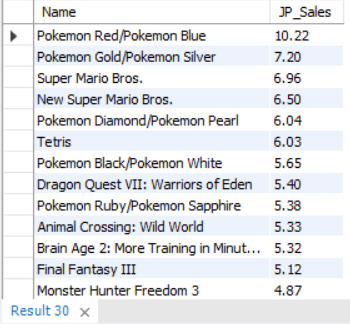 Name JP_Sales
Pokemon Red/Pokemon Blue 10.22
Pokemon Gold/Pokemon Silver 7.20
Super Mario Bros. 6.96
New Super Mario Bros. 6.50
Pokemon Diamond/Pokemon Pearl 6.04
Tetris 6.03
Pokemon Black/Pokemon White 5.65
Dragon Quest VII: Warriors of Eden 5.40
Pokemon Ruby/Pokemon Sapphire 5.38
Animal Crossing: Wild World 5.33
Brain Age 2: More Training in Minut... 5.32
Final Fantasy III 5.12
Monster Hunter Freedom 3 4.87
Result 30 ×